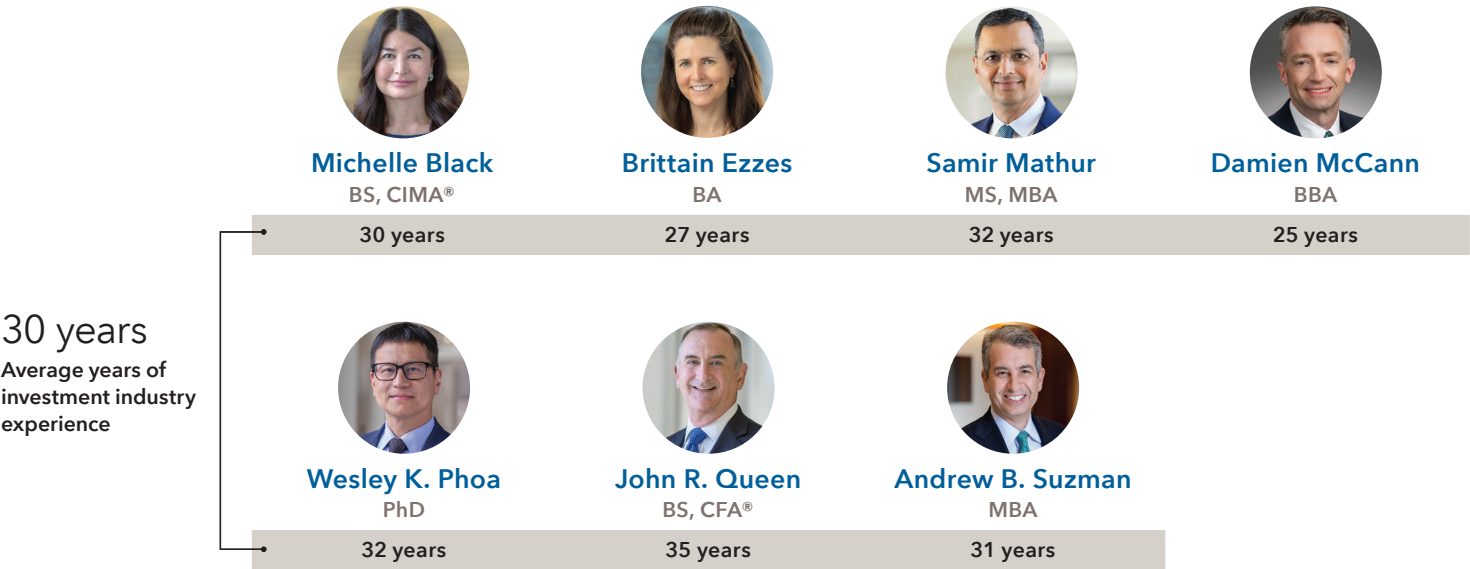 Michelle Black
BS, CIMA®
30 years
Brittain Ezzes
BA
27 years
Samir Mathur
MS, MBA
32 years
Damien McCann
BBA
25 years
30 years
Average years of
investment industry
experience
Wesley K. Phoa
PhD
32 years
John R. Queen
BS, CFA®
35 years
Andrew B. Suzman
MBA
31 years